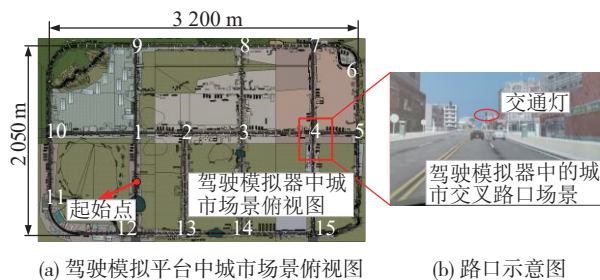 3 200 m
9
8
7
6
2 050 m
10
1
2
3
4
5
交通灯
驾驶模拟器中城
市场景俯视图
驾驶模拟器中的城
市交叉路口场景
11
起始点
12
13
14
15
(a) 驾驶模拟平台中城市场景俯视图
(b) 路口示意图